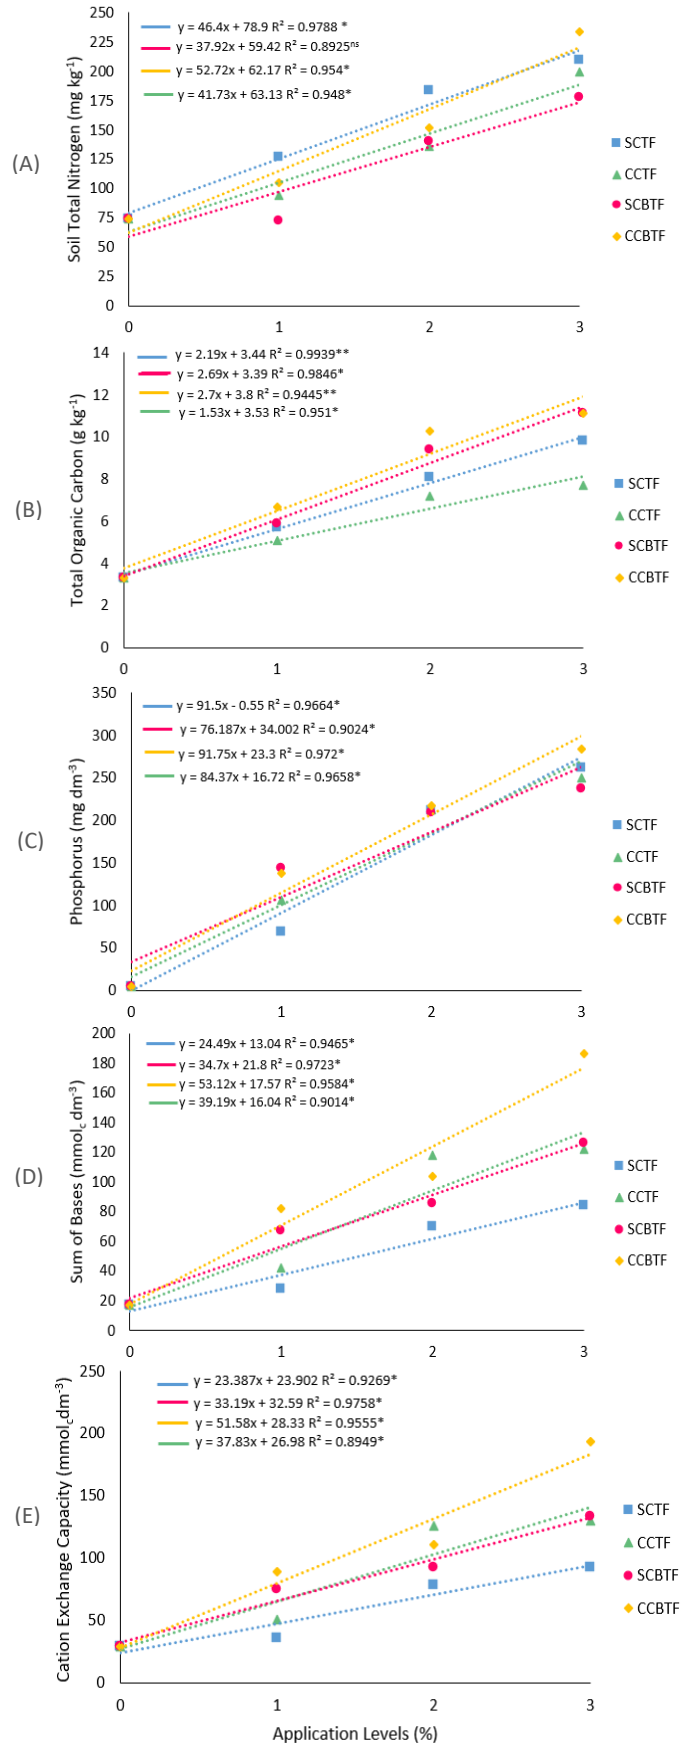 (A)
Soil Total Nitrogen (mg kg⁻¹)
250
225
200
175
150
125
100
75
50
25
0
0 1 2 3
y = 46.4x + 78.9 R² = 0.9788 *
y = 37.92x + 59.42 R² = 0.8925ⁿˢ
y = 52.72x + 62.17 R² = 0.954*
y = 41.73x + 63.13 R² = 0.948*
SCTF
CCTF
SCBTF
CCBTF
(B)
Total Organic Carbon (g kg⁻¹)
14
12
10
8
6
4
2
0
0 1 2 3
y = 2.19x + 3.44 R² = 0.9939**
y = 2.69x + 3.39 R² = 0.9846*
y = 2.7x + 3.8 R² = 0.9445**
y = 1.53x + 3.53 R² = 0.951*
SCTF
CCTF
SCBTF
CCBTF
(C)
Phosphorus (mg dm⁻³)
350
300
250
200
150
100
50
0
0 1 2 3
y = 91.5x - 0.55 R² = 0.9664*
y = 76.187x + 34.002 R² = 0.9024*
y = 91.75x + 23.3 R² = 0.972*
y = 84.37x + 16.72 R² = 0.9658*
SCTF
CCTF
SCBTF
CCBTF
(D)
Sum of Bases (mmol꜀ dm⁻³)
200
180
160
140
120
100
80
60
40
20
0
0 1 2 3
y = 24.49x + 13.04 R² = 0.9465*
y = 34.7x + 21.8 R² = 0.9723*
y = 53.12x + 17.57 R² = 0.9584*
y = 39.19x + 16.04 R² = 0.9014*
SCTF
CCTF
SCBTF
CCBTF
(E)
Cation Exchange Capacity (mmol꜀dm⁻³)
250
200
150
100
50
0
0 1 2 3
y = 23.387x + 23.902 R² = 0.9269*
y = 33.19x + 32.59 R² = 0.9758*
y = 51.58x + 28.33 R² = 0.9555*
y = 37.83x + 26.98 R² = 0.8949*
SCTF
CCTF
SCBTF
CCBTF
Application Levels (%)